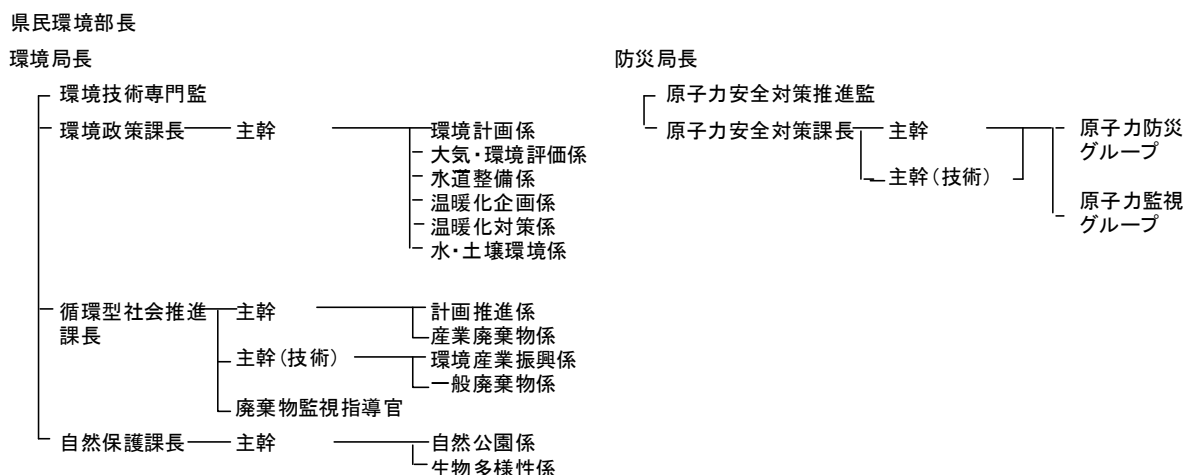 県民環境部長
環境局長
環境技術専門監
環境政策課長
主幹
環境計画係
大気・環境評価係
水道整備係
温暖化企画係
温暖化対策係
水・土壌環境係
循環型社会推進
課長
主幹
計画推進係
産業廃棄物係
主幹(技術)
環境産業振興係
一般廃棄物係
廃棄物監視指導官
自然保護課長
主幹
自然公園係
生物多様性係
防災局長
原子力安全対策推進監
原子力安全対策課長
主幹
主幹(技術)
原子力防災
グループ
原子力監視
グループ